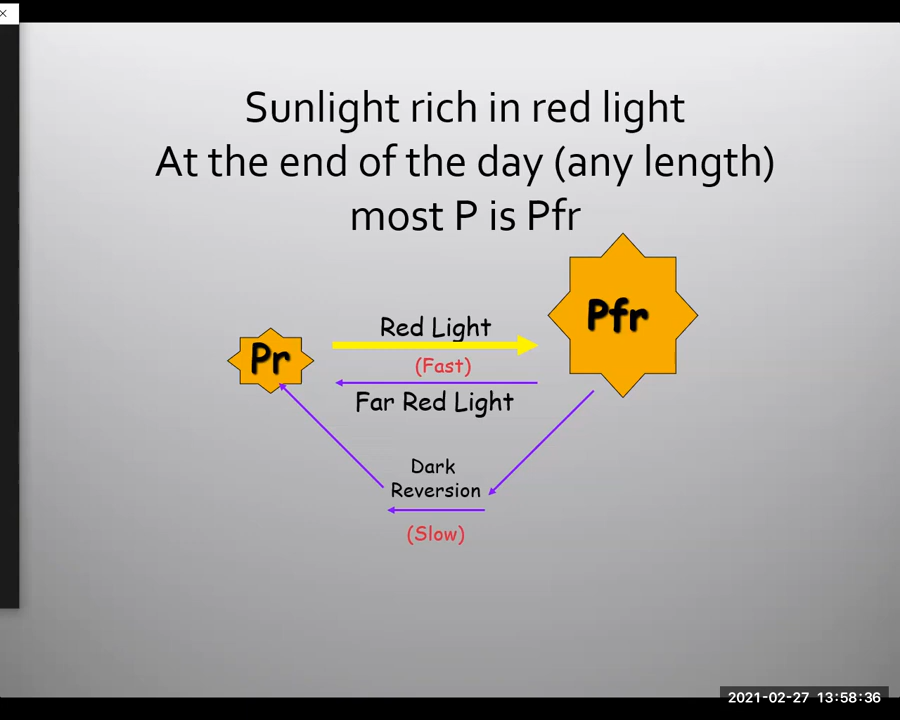 Sunlight rich in red light
At the end of the day (any length)
most P is Pfr
Pfr
Red Light
Pr
(Fast)
Far Red Light
Dark
Reversion
(Slow)
2021-02-27 13:58:36